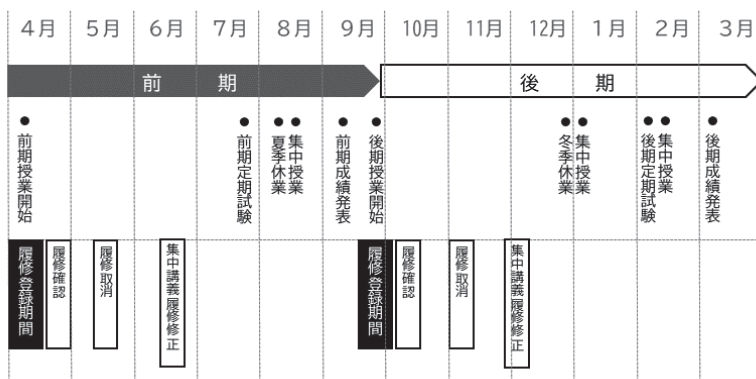 4月 5月 6月 7月 8月 9月 10月 11月 12月 1月 2月 3月
前期 後期
前期授業開始
前期定期試験
夏季休業
集中授業
前期成績発表
後期授業開始
冬季休業
集中授業
後期定期試験
集中授業
後期成績発表
履修登録期間
履修確認
履修取消
集中講義履修修正
履修登録期間
履修確認
履修取消
集中講義履修修正